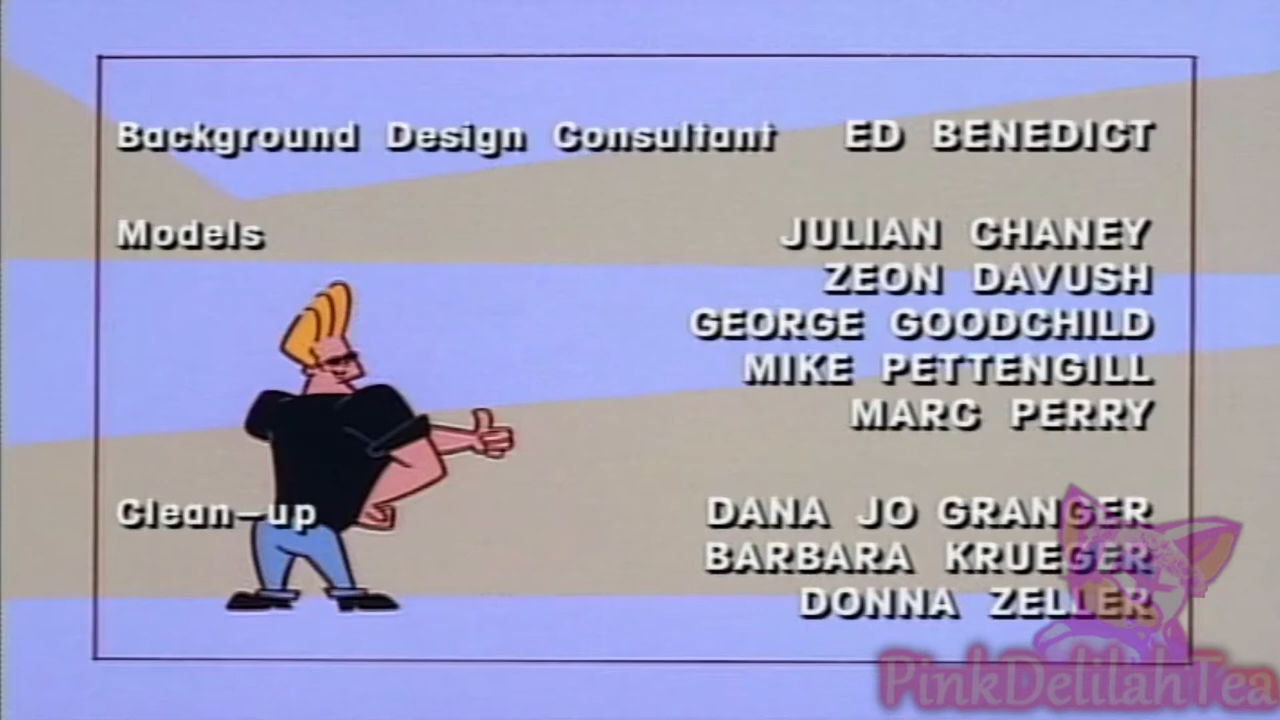 Background Design Consultant ED BENEDICT
Models JULIAN CHANEY
ZEON DAVUSH
GEORGE GOODCHILD
MIKE PETTENGILL
MARC PERRY
Clean-up DANA JO GRANGER
BARBARA KRUEGER
DONNA ZELLER
PinkDelilahTea